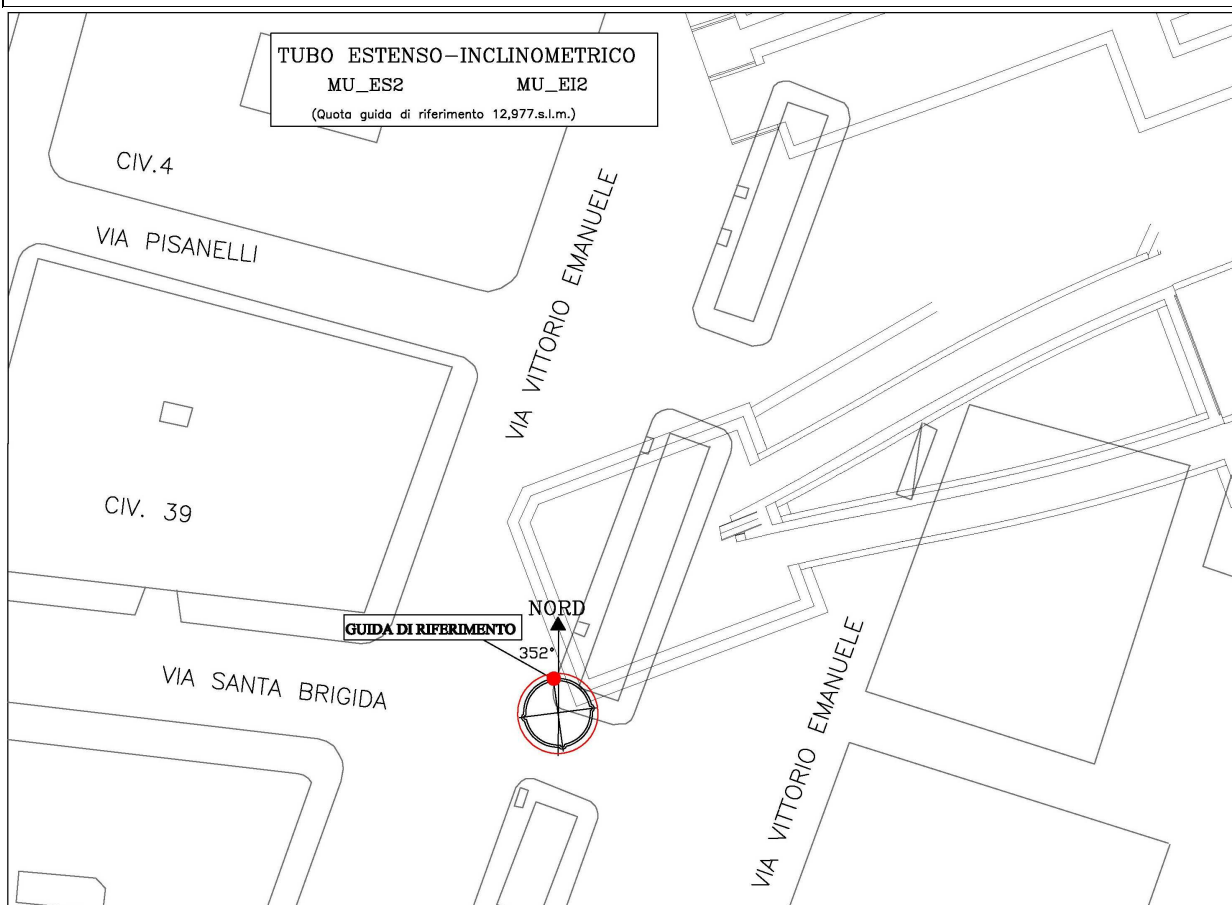 TUBO ESTENSO-INCLINOMETRICO
MU_ES2 MU_EI2
(Quota guida di riferimento 12,977.s.l.m.)
CIV.4
VIA PISANELLI
VIA VITTORIO EMANUELE
CIV. 39
NORD
GUIDA DI RIFERIMENTO
352°
VIA SANTA BRIGIDA
VIA VITTORIO EMANUELE